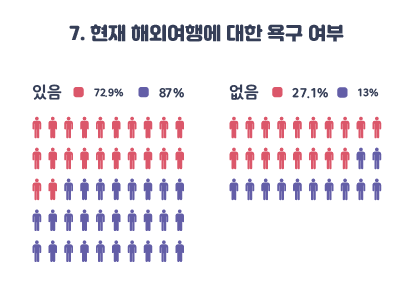 7. 현재 해외여행에 대한 욕구 여부
있음 72.9% 87%
없음 27.1% 13%